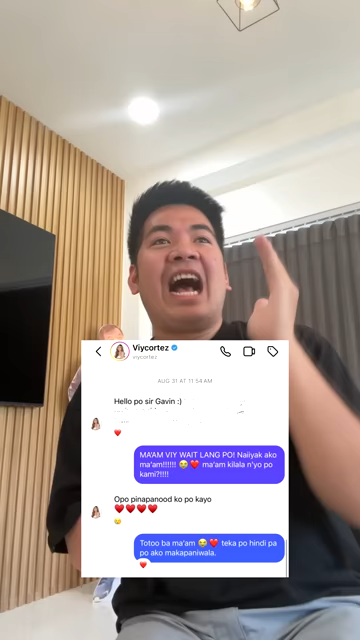 Viycortez
viycortez
AUG 31 AT 11:54 AM
Hello po sir Gavin :)
MA'AM VIY WAIT LANG PO! Naiiyak ako
ma'am!!!!!! 😭❤️ ma'am kilala n'yo po
kami?!!!!
Opo pinapanood ko po kayo
❤️❤️❤️❤️
Totoo ba ma'am 😭❤️ teka po hindi pa
po ako makapaniwala.